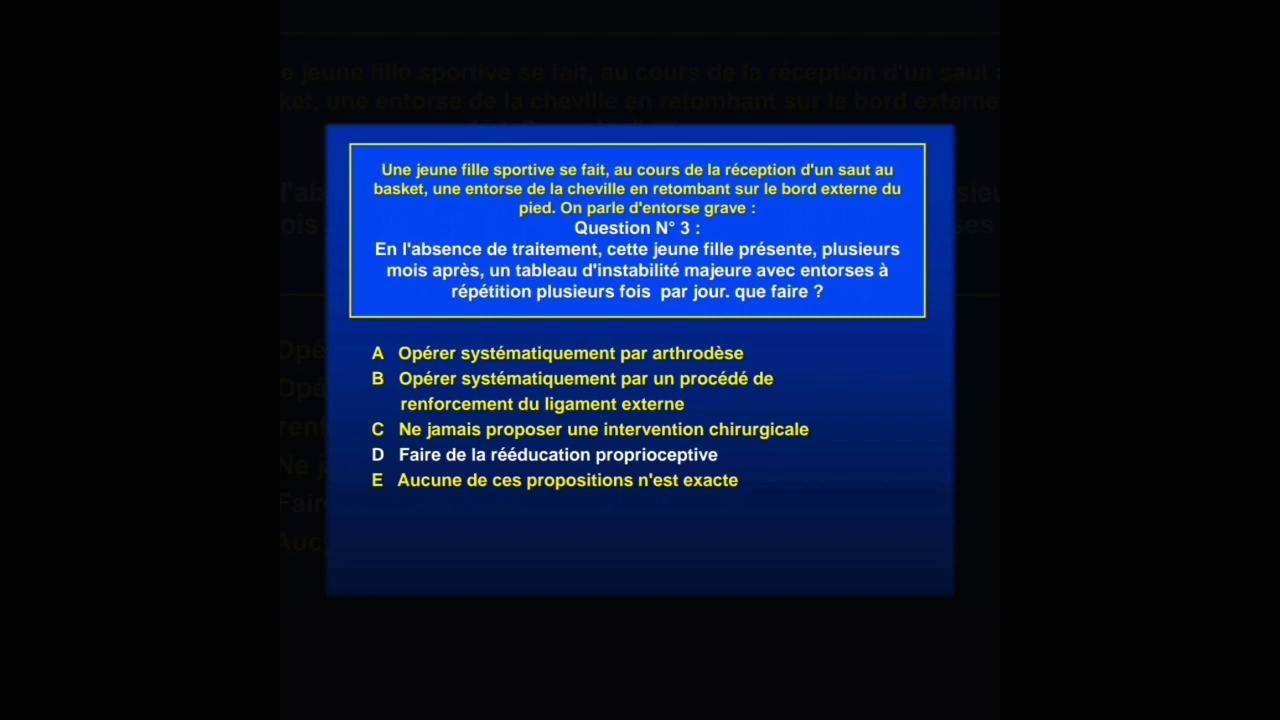 Une jeune fille sportive se fait, au cours de la réception d'un saut au
basket, une entorse de la cheville en retombant sur le bord externe du
pied. On parle d'entorse grave :
Question N° 3 :
En l'absence de traitement, cette jeune fille présente, plusieurs
mois après, un tableau d'instabilité majeure avec entorses à
répétition plusieurs fois  par jour. que faire ?
A Opérer systématiquement par arthrodèse
B Opérer systématiquement par un procédé de
renforcement du ligament externe
C Ne jamais proposer une intervention chirurgicale
D Faire de la rééducation proprioceptive
E Aucune de ces propositions n'est exacte